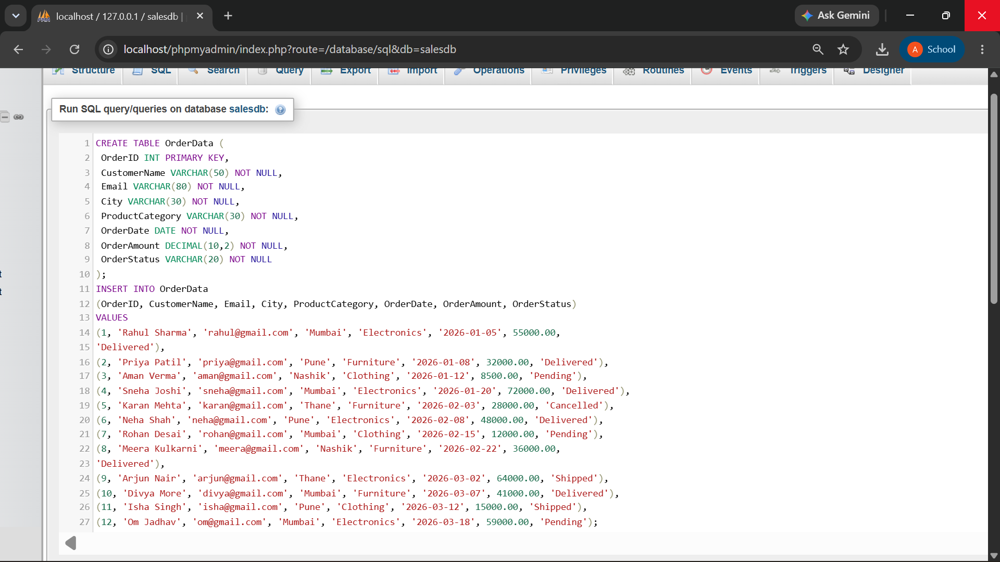 localhost / 127.0.0.1 / salesdb |
Ask Gemini
localhost/phpmyadmin/index.php?route=/database/sql&db=salesdb
A School
Structure SQL Search Query Export Import Operations Privileges Routines Events Triggers Designer
Run SQL query/queries on database salesdb:
1 CREATE TABLE OrderData (
2 OrderID INT PRIMARY KEY,
3 CustomerName VARCHAR(50) NOT NULL,
4 Email VARCHAR(80) NOT NULL,
5 City VARCHAR(30) NOT NULL,
6 ProductCategory VARCHAR(30) NOT NULL,
7 OrderDate DATE NOT NULL,
8 OrderAmount DECIMAL(10,2) NOT NULL,
9 OrderStatus VARCHAR(20) NOT NULL
10 );
11 INSERT INTO OrderData
12 (OrderID, CustomerName, Email, City, ProductCategory, OrderDate, OrderAmount, OrderStatus)
13 VALUES
14 (1, 'Rahul Sharma', 'rahul@gmail.com', 'Mumbai', 'Electronics', '2026-01-05', 55000.00,
15 'Delivered'),
16 (2, 'Priya Patil', 'priya@gmail.com', 'Pune', 'Furniture', '2026-01-08', 32000.00, 'Delivered'),
17 (3, 'Aman Verma', 'aman@gmail.com', 'Nashik', 'Clothing', '2026-01-12', 8500.00, 'Pending'),
18 (4, 'Sneha Joshi', 'sneha@gmail.com', 'Mumbai', 'Electronics', '2026-01-20', 72000.00, 'Delivered'),
19 (5, 'Karan Mehta', 'karan@gmail.com', 'Thane', 'Furniture', '2026-02-03', 28000.00, 'Cancelled'),
20 (6, 'Neha Shah', 'neha@gmail.com', 'Pune', 'Electronics', '2026-02-08', 48000.00, 'Delivered'),
21 (7, 'Rohan Desai', 'rohan@gmail.com', 'Mumbai', 'Clothing', '2026-02-15', 12000.00, 'Pending'),
22 (8, 'Meera Kulkarni', 'meera@gmail.com', 'Nashik', 'Furniture', '2026-02-22', 36000.00,
23 'Delivered'),
24 (9, 'Arjun Nair', 'arjun@gmail.com', 'Thane', 'Electronics', '2026-03-02', 64000.00, 'Shipped'),
25 (10, 'Divya More', 'divya@gmail.com', 'Mumbai', 'Furniture', '2026-03-07', 41000.00, 'Delivered'),
26 (11, 'Isha Singh', 'isha@gmail.com', 'Pune', 'Clothing', '2026-03-12', 15000.00, 'Shipped'),
27 (12, 'Om Jadhav', 'om@gmail.com', 'Mumbai', 'Electronics', '2026-03-18', 59000.00, 'Pending');